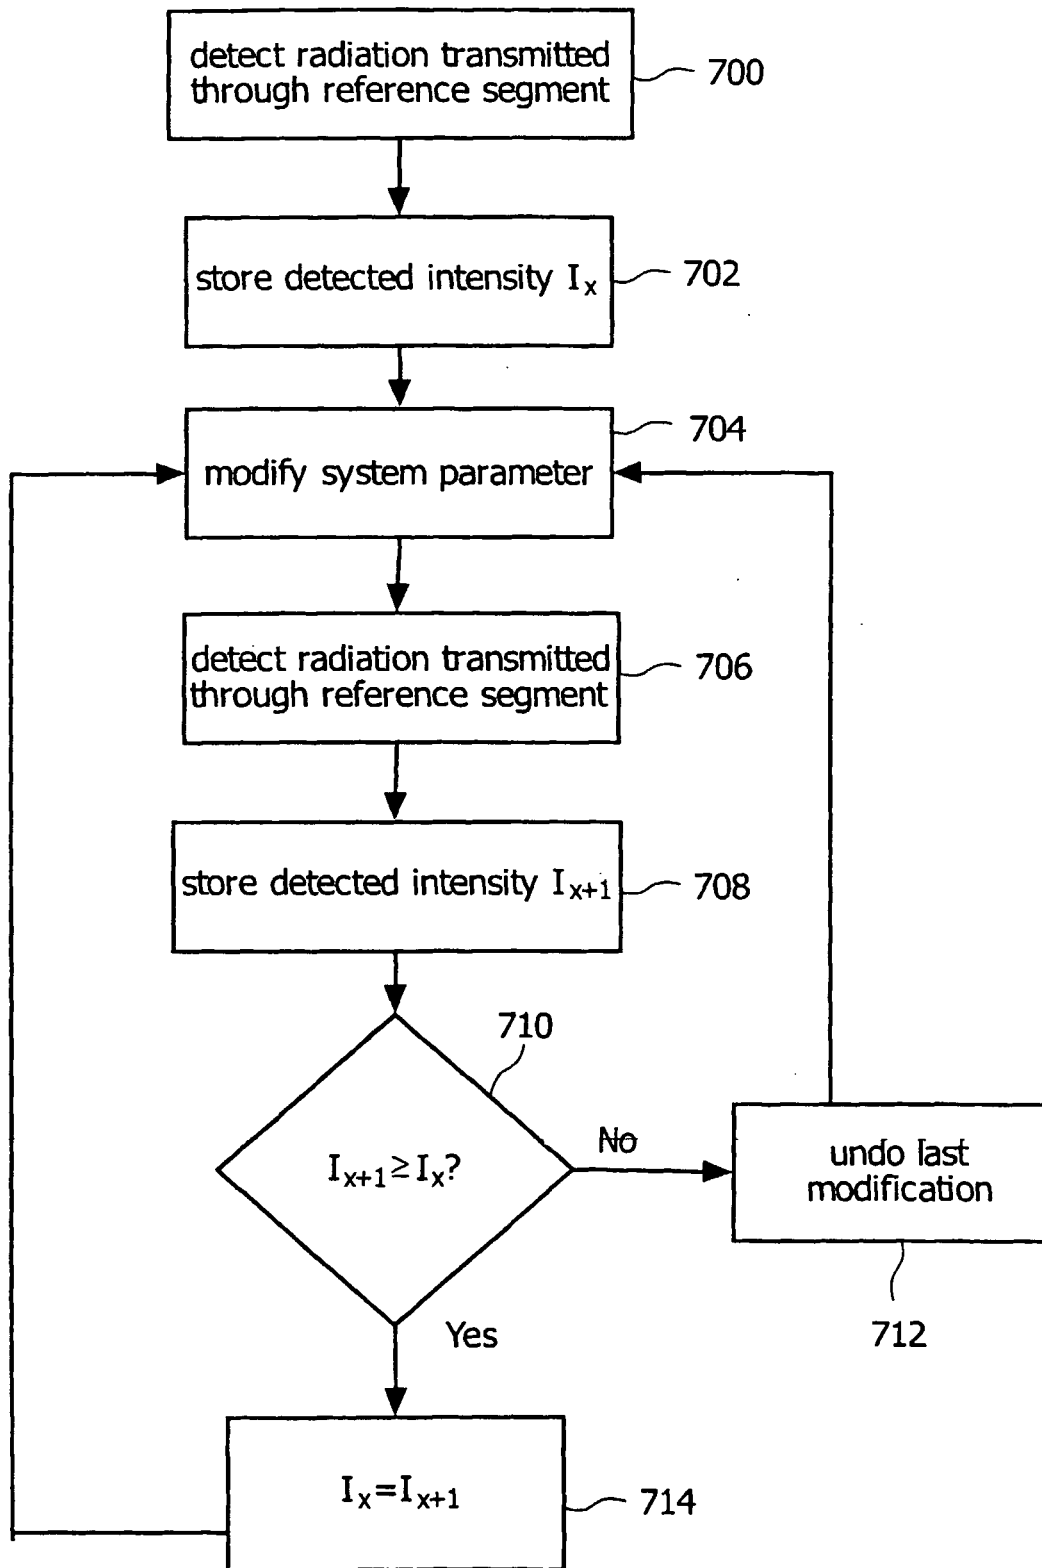 detect radiation transmitted
through reference segment
700
store detected intensity Iₓ
702
704
modify system parameter
detect radiation transmitted
through reference segment
706
store detected intensity Iₓ₊₁
708
710
Iₓ₊₁≥Iₓ?
No
undo last
modification
712
Yes
Iₓ=Iₓ₊₁
714